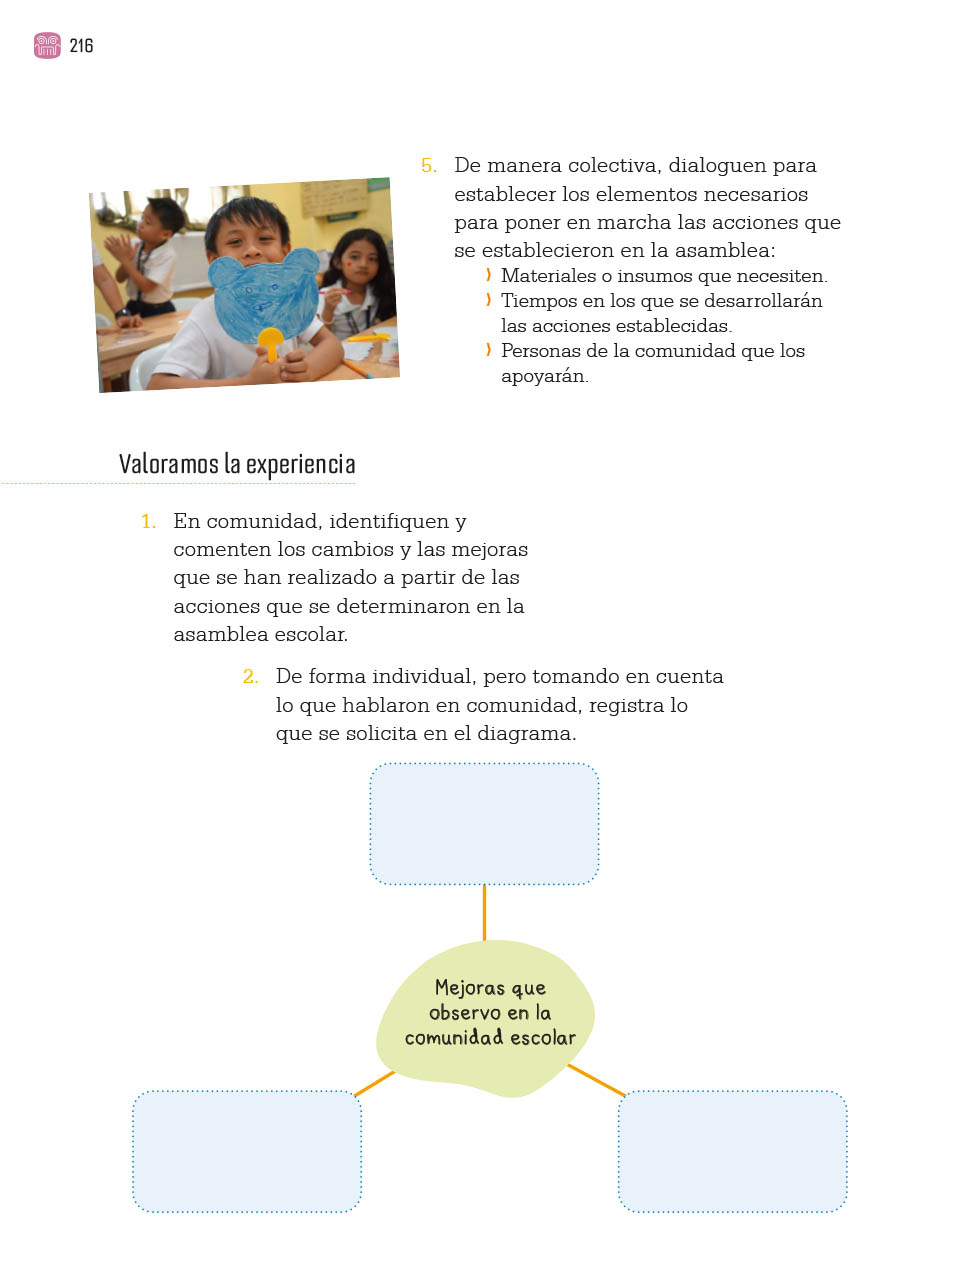 216
5. De manera colectiva, dialoguen para
establecer los elementos necesarios
para poner en marcha las acciones que
se establecieron en la asamblea:
⟩ Materiales o insumos que necesiten.
⟩ Tiempos en los que se desarrollarán
las acciones establecidas.
⟩ Personas de la comunidad que los
apoyarán.
Valoramos la experiencia
1. En comunidad, identifiquen y
comenten los cambios y las mejoras
que se han realizado a partir de las
acciones que se determinaron en la
asamblea escolar.
2. De forma individual, pero tomando en cuenta
lo que hablaron en comunidad, registra lo
que se solicita en el diagrama.
Mejoras que
observo en la
comunidad escolar